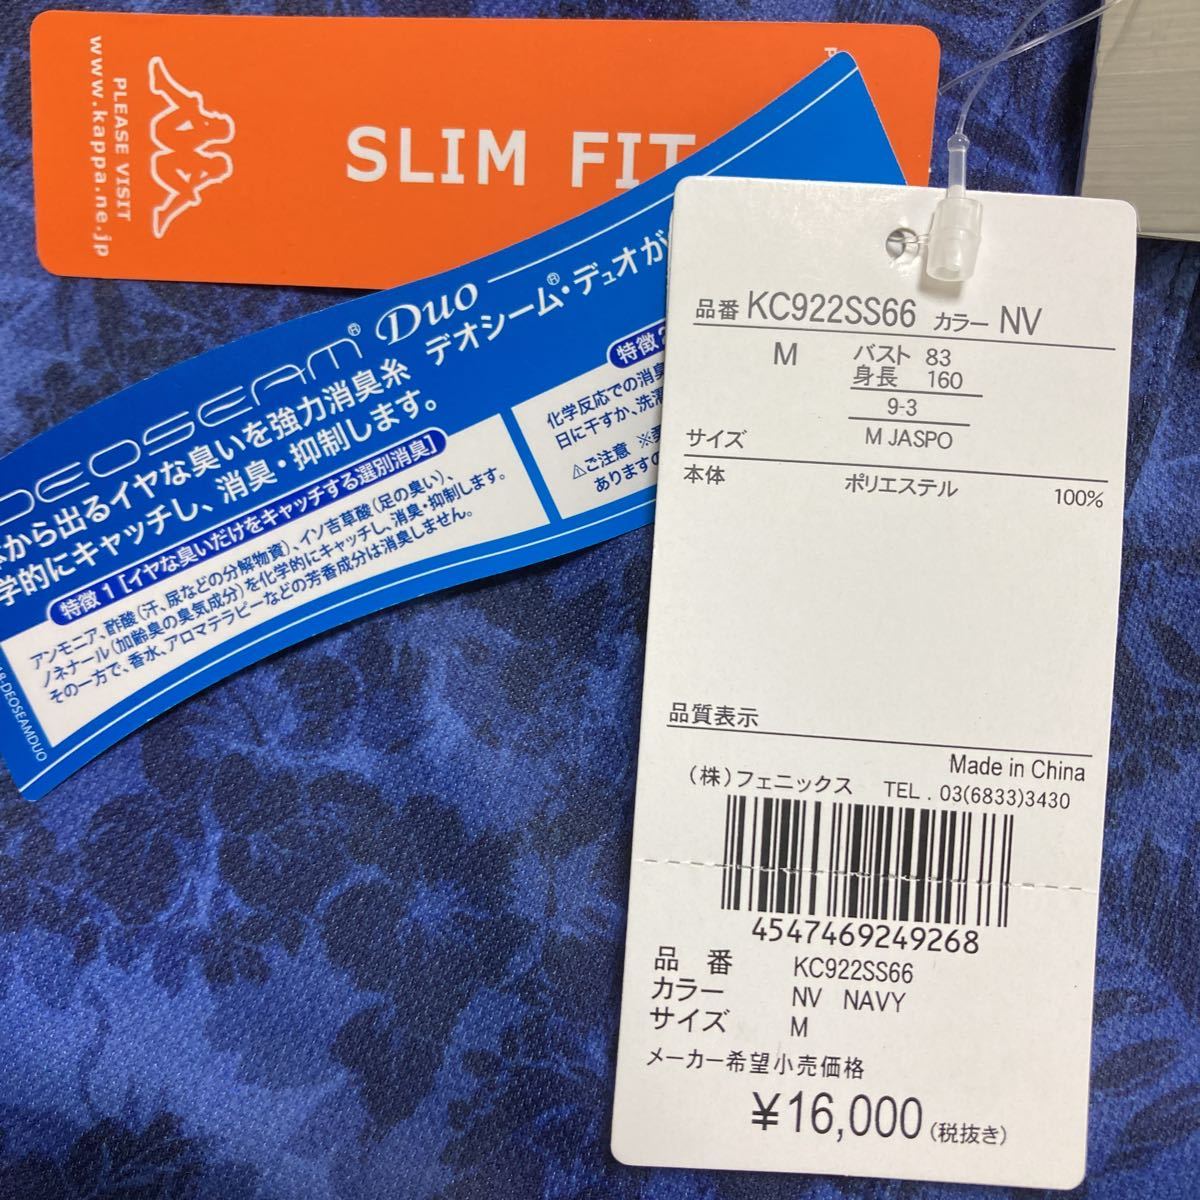 PLEASE VISIT
www.kappa.ne.jp
SLIM FIT
DEOSEAM® Duo
デオシーム®・デュオが
から出るイヤな臭いを強力消臭糸
学的にキャッチし、消臭・抑制します。
特徴1［イヤな臭いだけをキャッチする選別消臭］
アンモニア、酢酸（汗、尿などの分解物資）、イソ吉草酸（足の臭い）、
ノネナール（加齢臭の臭気成分）を化学的にキャッチし、消臭・抑制します。
その一方で、香水、アロマテラピーなどの芳香成分は消臭しません。
特徴2
化学反応での消臭
日に干すか、洗濯
⚠ご注意 ※柔
ありますの
18-DEOSEAMDUO
品番 KC922SS66 カラー NV
M バスト 83
身長 160
9-3
サイズ M JASPO
本体 ポリエステル 100%
品質表示
Made in China
（株）フェニックス TEL . 03(6833)3430
4547469249268
品 番 KC922SS66
カラー NV NAVY
サイズ M
メーカー希望小売価格
¥16,000（税抜き）